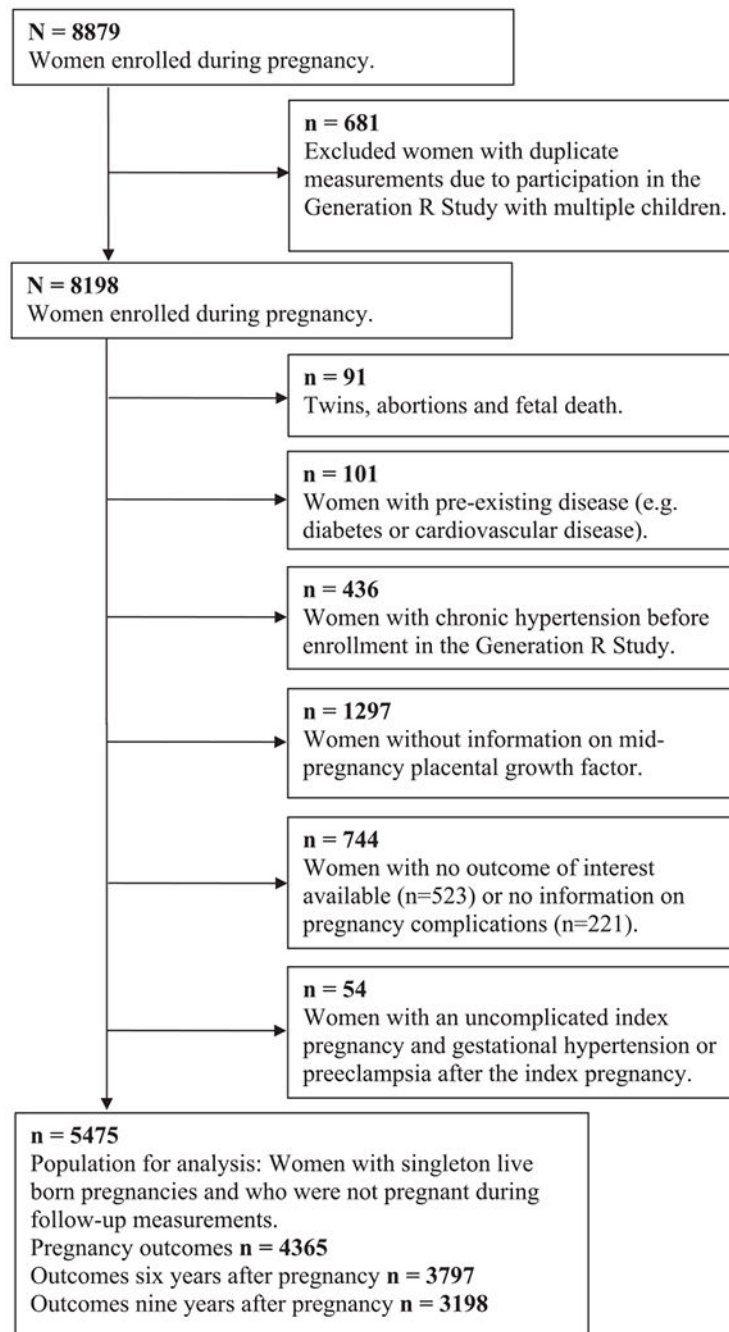 N = 8879
Women enrolled during pregnancy.
n = 681
Excluded women with duplicate
measurements due to participation in the
Generation R Study with multiple children.
N = 8198
Women enrolled during pregnancy.
n = 91
Twins, abortions and fetal death.
n = 101
Women with pre-existing disease (e.g.
diabetes or cardiovascular disease).
n = 436
Women with chronic hypertension before
enrollment in the Generation R Study.
n = 1297
Women without information on mid-
pregnancy placental growth factor.
n = 744
Women with no outcome of interest
available (n=523) or no information on
pregnancy complications (n=221).
n = 54
Women with an uncomplicated index
pregnancy and gestational hypertension or
preeclampsia after the index pregnancy.
n = 5475
Population for analysis: Women with singleton live
born pregnancies and who were not pregnant during
follow-up measurements.
Pregnancy outcomes n = 4365
Outcomes six years after pregnancy n = 3797
Outcomes nine years after pregnancy n = 3198